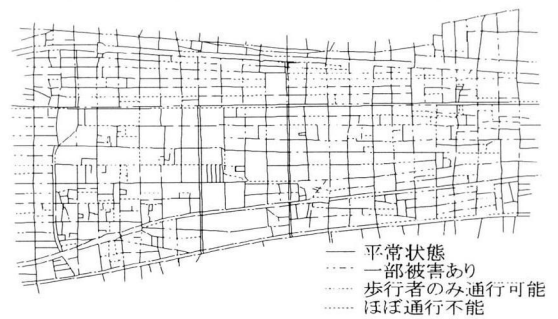 平常状態
一部被害あり
歩行者のみ通行可能
ほぼ通行不能